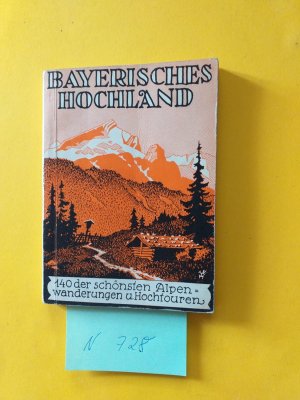 BAYERISCHES
HOCHLAND
140 der schönsten Alpen=
wanderungen u. Hochtouren
N 728